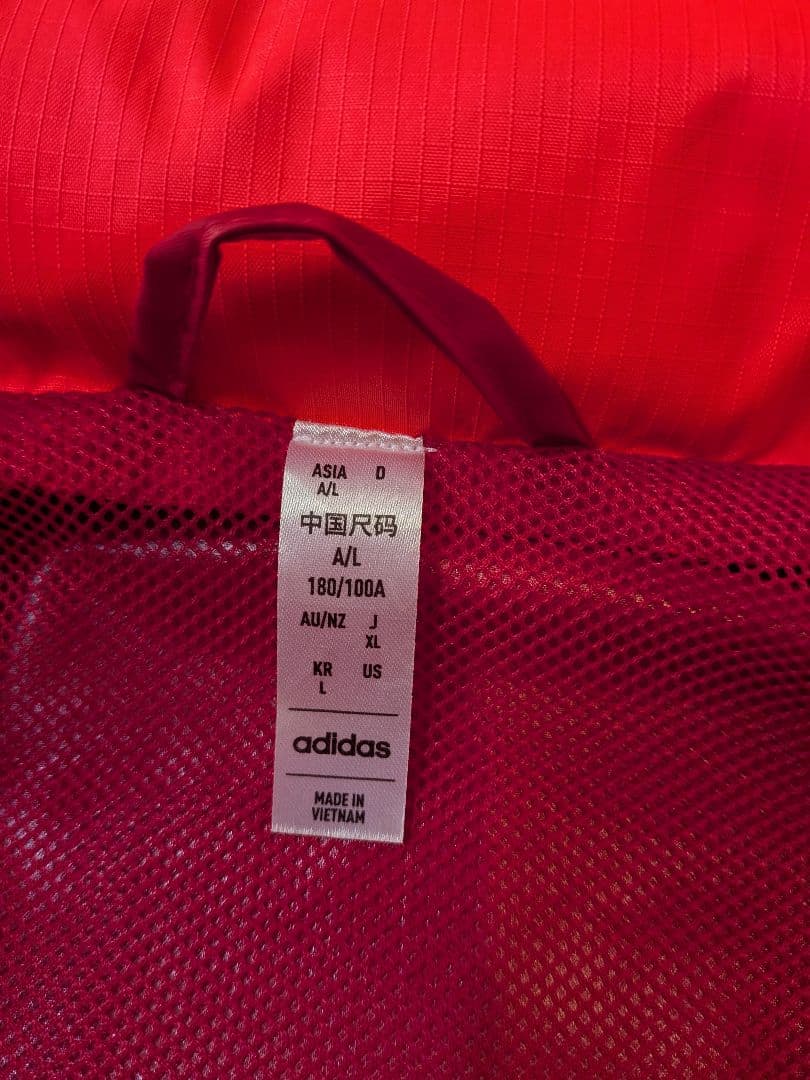 ASIA D
A/L
中国尺码
A/L
180/100A
AU/NZ J
XL
KR US
L
adidas
MADE IN
VIETNAM